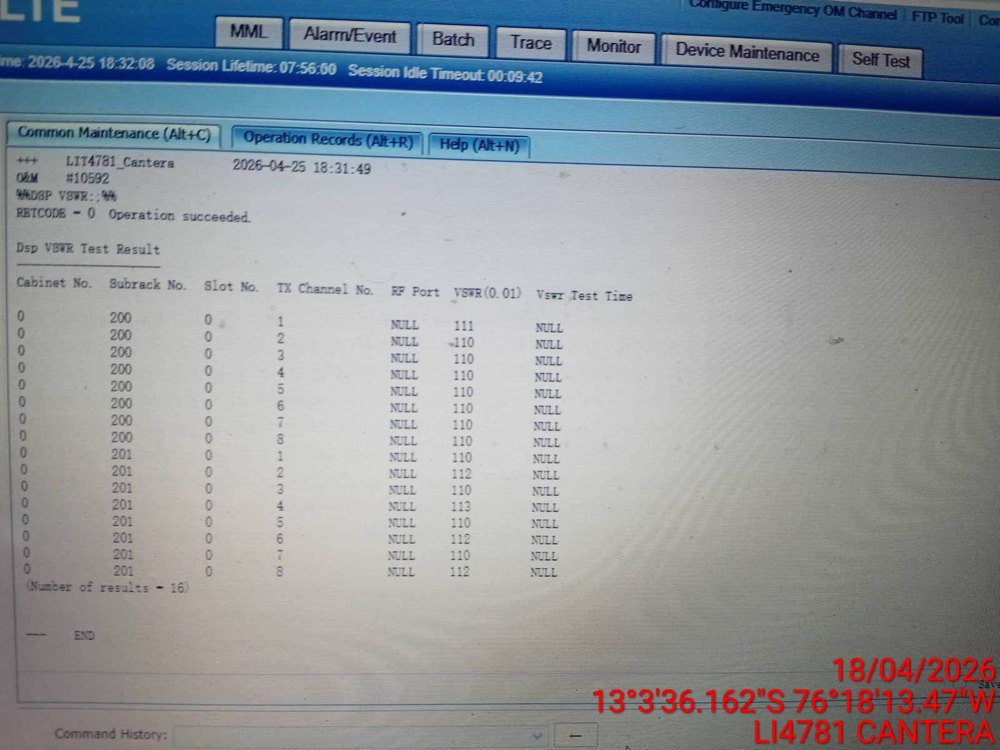 LTE
Configure Emergency OM Channel | FTP Tool |
MML Alarm/Event Batch Trace Monitor Device Maintenance Self Test
2026-4-25 18:32:08 Session Lifetime: 07:56:00 Session Idle Timeout: 00:09:42
Common Maintenance (Alt+C) Operation Records (Alt+R) Help (Alt+N)
+++ LIT4781_Cantera 2026-04-25 18:31:49
O&M #10592
%%DSP VSWR:;%%
RETCODE = 0 Operation succeeded.
Dsp VSWR Test Result
--------------------
Cabinet No. Subrack No. Slot No. TX Channel No. RF Port VSWR(0.01) Vswr Test Time
0 200 0 1 NULL 111 NULL
0 200 0 2 NULL 110 NULL
0 200 0 3 NULL 110 NULL
0 200 0 4 NULL 110 NULL
0 200 0 5 NULL 110 NULL
0 200 0 6 NULL 110 NULL
0 200 0 7 NULL 110 NULL
0 200 0 8 NULL 110 NULL
0 201 0 1 NULL 110 NULL
0 201 0 2 NULL 112 NULL
0 201 0 3 NULL 110 NULL
0 201 0 4 NULL 113 NULL
0 201 0 5 NULL 110 NULL
0 201 0 6 NULL 112 NULL
0 201 0 7 NULL 110 NULL
0 201 0 8 NULL 112 NULL
(Number of results = 16)
--- END
Command History:
18/04/2026
13°3'36.162"S 76°18'13.47"W
LI4781 CANTERA